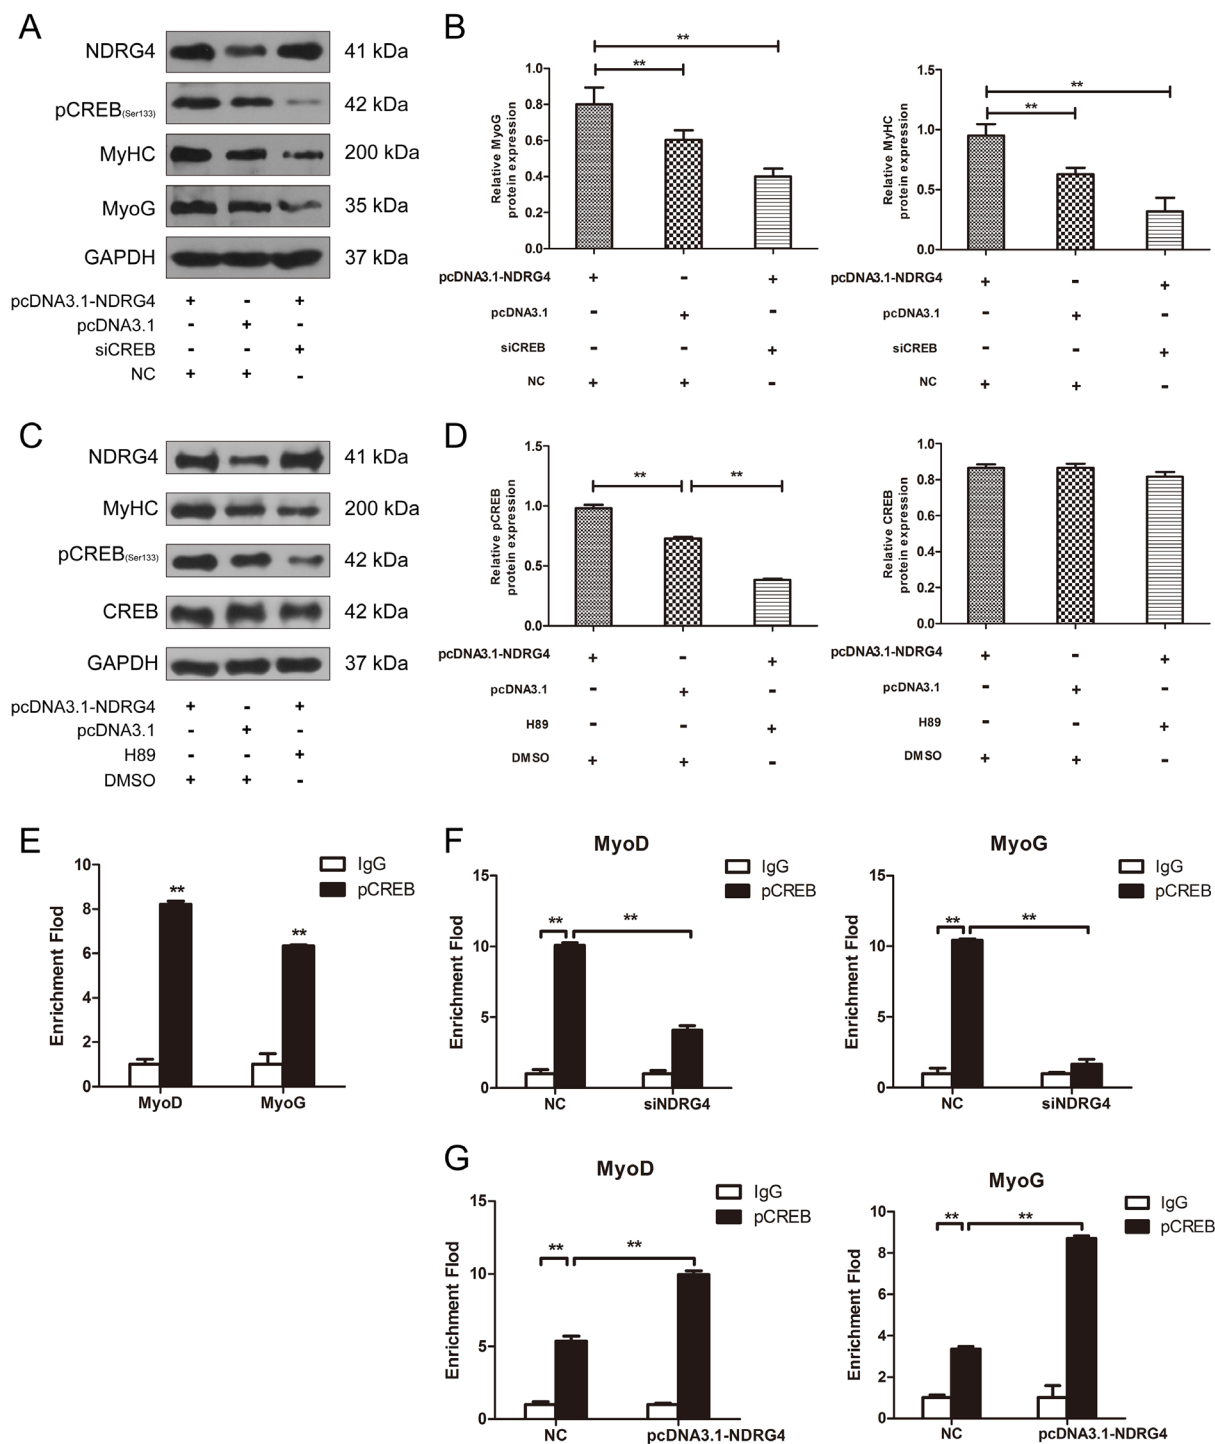 A
NDRG4 41 kDa
pCREB(Ser133) 42 kDa
MyHC 200 kDa
MyoG 35 kDa
GAPDH 37 kDa
pcDNA3.1-NDRG4 + - +
pcDNA3.1 - + -
siCREB - - +
NC + + -
B
** **
Relative MyoG
protein expression
1.0
0.8
0.6
0.4
0.2
0.0
pcDNA3.1-NDRG4 + - +
pcDNA3.1 - + -
siCREB - - +
NC + + -
** **
Relative MyHC
protein expression
1.5
1.0
0.5
0.0
pcDNA3.1-NDRG4 + - +
pcDNA3.1 - + -
siCREB - - +
NC + + -
C
NDRG4 41 kDa
MyHC 200 kDa
pCREB(Ser133) 42 kDa
CREB 42 kDa
GAPDH 37 kDa
pcDNA3.1-NDRG4 + - +
pcDNA3.1 - + -
H89 - - +
DMSO + + -
D
** **
Relative pCREB
protein expression
1.5
1.0
0.5
0.0
pcDNA3.1-NDRG4 + - +
pcDNA3.1 - + -
H89 - - +
DMSO + + -
Relative CREB
protein expression
1.0
0.8
0.6
0.4
0.2
0.0
pcDNA3.1-NDRG4 + - +
pcDNA3.1 - + -
H89 - - +
DMSO + + -
E
IgG
pCREB
** **
Enrichment Flod
10
8
6
4
2
0
MyoD MyoG
F
MyoD
IgG
pCREB
** **
Enrichment Flod
15
10
5
0
NC siNDRG4
MyoG
IgG
pCREB
** **
Enrichment Flod
15
10
5
0
NC siNDRG4
G
MyoD
IgG
pCREB
** **
Enrichment Flod
15
10
5
0
NC pcDNA3.1-NDRG4
MyoG
IgG
pCREB
** **
Enrichment Flod
10
8
6
4
2
0
NC pcDNA3.1-NDRG4